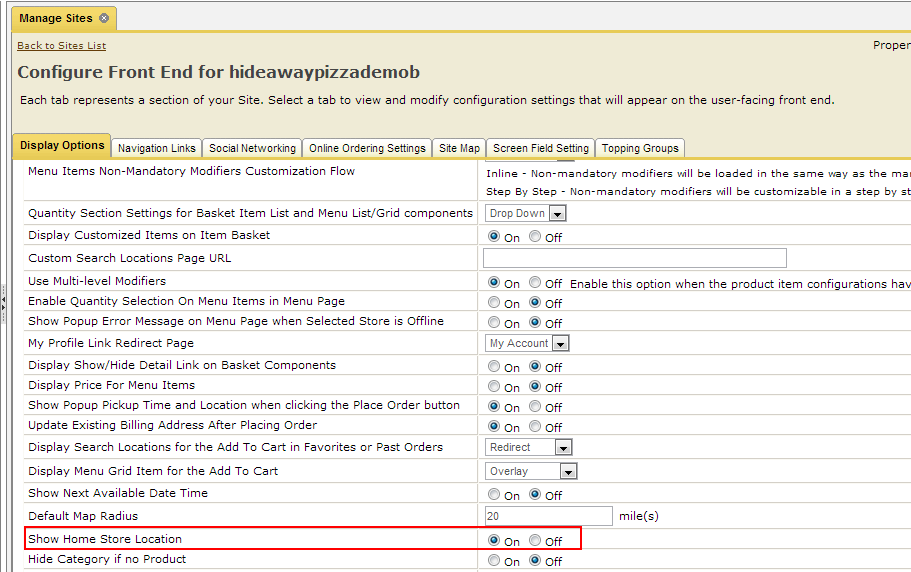 Manage Sites
Back to Sites List
Proper
Configure Front End for hideawaypizzademob
Each tab represents a section of your Site. Select a tab to view and modify configuration settings that will appear on the user-facing front end.
Display Options Navigation Links Social Networking Online Ordering Settings Site Map Screen Field Setting Topping Groups
Menu Items Non-Mandatory Modifiers Customization Flow
Inline - Non-mandatory modifiers will be loaded in the same way as the ma
Step By Step - Non-mandatory modifiers will be customizable in a step by st
Quantity Section Settings for Basket Item List and Menu List/Grid components Drop Down
Display Customized Items on Item Basket On Off
Custom Search Locations Page URL
Use Multi-level Modifiers On Off Enable this option when the product item configurations hav
Enable Quantity Selection On Menu Items in Menu Page On Off
Show Popup Error Message on Menu Page when Selected Store is Offline On Off
My Profile Link Redirect Page My Account
Display Show/Hide Detail Link on Basket Components On Off
Display Price For Menu Items On Off
Show Popup Pickup Time and Location when clicking the Place Order button On Off
Update Existing Billing Address After Placing Order On Off
Display Search Locations for the Add To Cart in Favorites or Past Orders Redirect
Display Menu Grid Item for the Add To Cart Overlay
Show Next Available Date Time On Off
Default Map Radius 20 mile(s)
Show Home Store Location On Off
Hide Category if no Product On Off